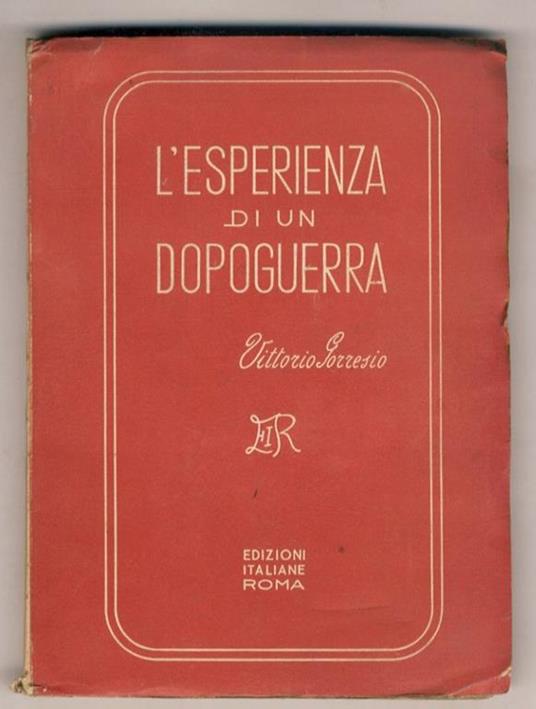 L'ESPERIENZA
DI UN
DOPOGUERRA
Vittorio Gorresio
EIR
EDIZIONI
ITALIANE
ROMA